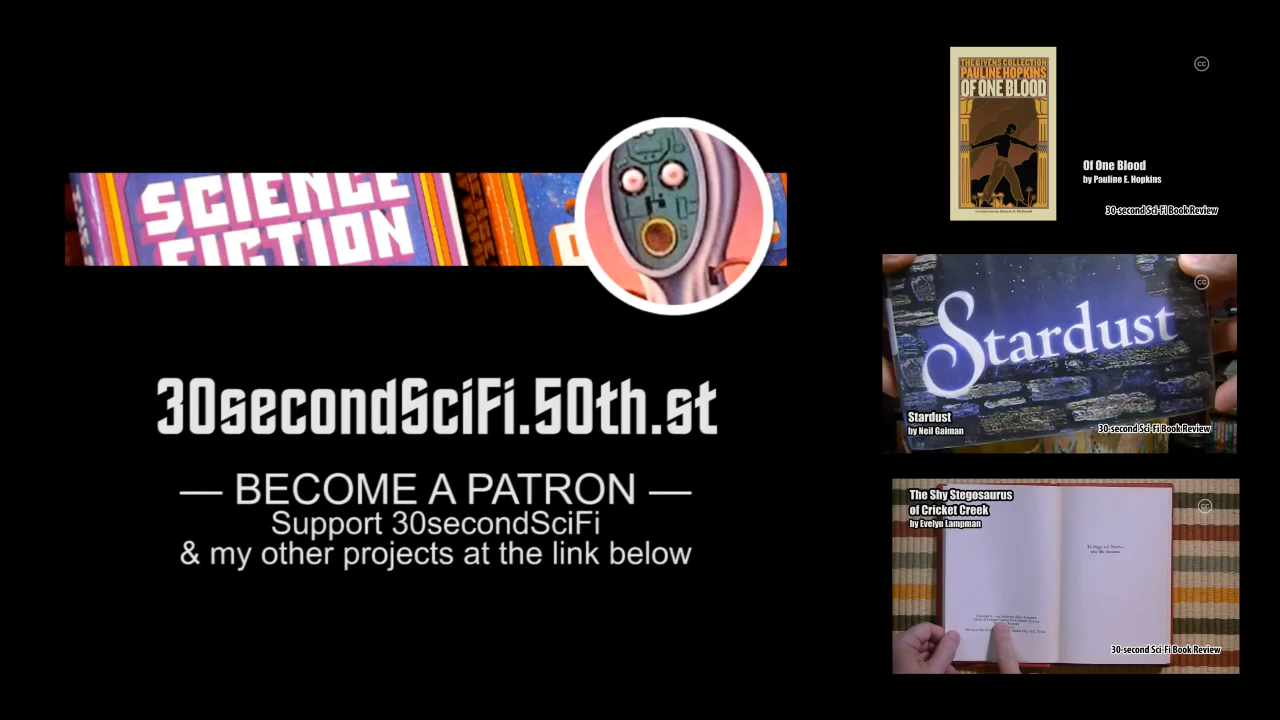 SCIENCE
FICTION
30secondSciFi.50th.st
— BECOME A PATRON —
Support 30secondSciFi
& my other projects at the link below
THE GIVENS COLLECTION
PAULINE HOPKINS
OF ONE BLOOD
cc
Of One Blood
by Pauline E. Hopkins
30-second Sci-Fi Book Review
cc
Stardust
Stardust
by Neil Gaiman
30-second Sci-Fi Book Review
The Shy Stegosaurus
of Cricket Creek
by Evelyn Lampman
cc
30-second Sci-Fi Book Review